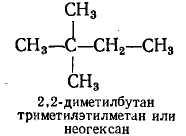 CH₃
CH₃—C—CH₂—CH₃
CH₃
2,2-диметилбутан
триметилэтилметан или
неогексан